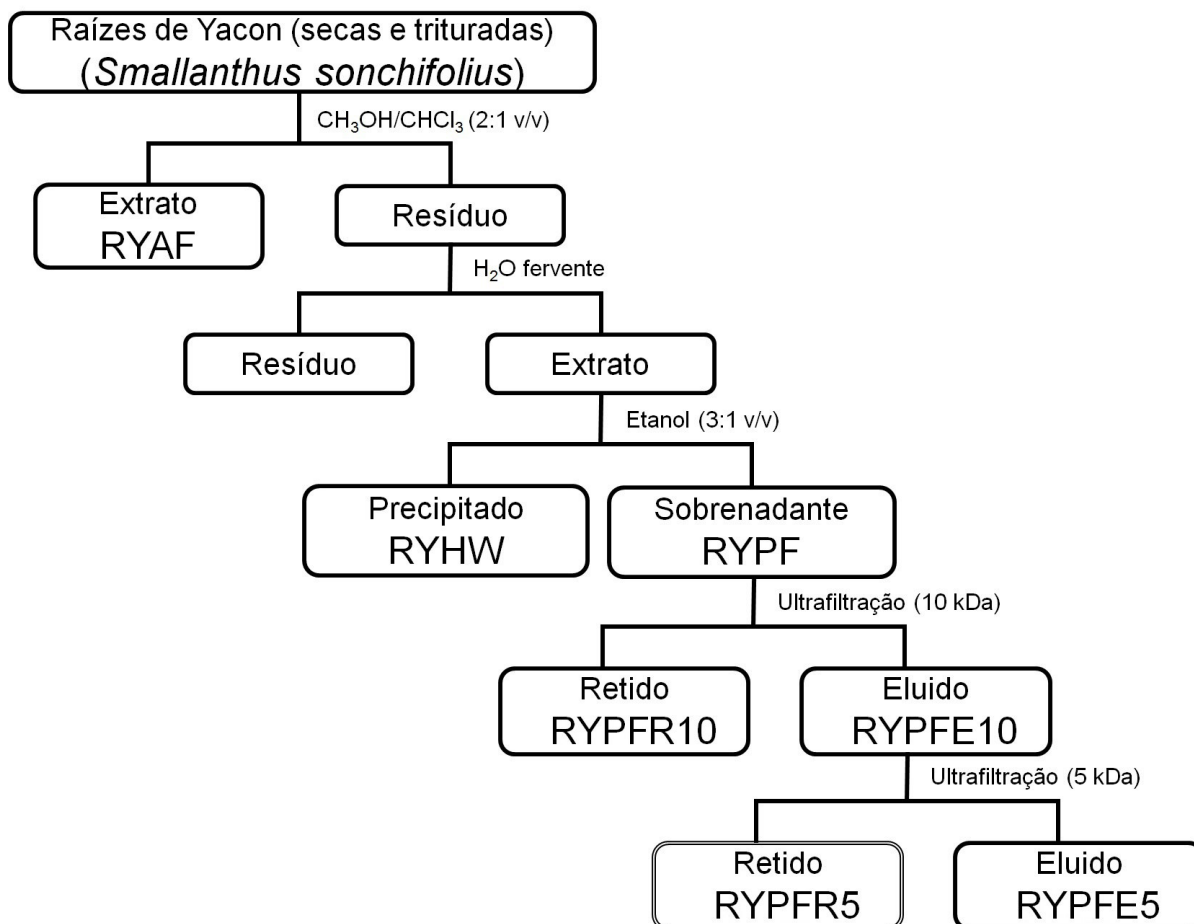 Raízes de Yacon (secas e trituradas)
(Smallanthus sonchifolius)
CH₃OH/CHCl₃ (2:1 v/v)
Extrato
RYAF
Resíduo
H₂O fervente
Resíduo
Extrato
Etanol (3:1 v/v)
Precipitado
RYHW
Sobrenadante
RYPF
Ultrafiltração (10 kDa)
Retido
RYPFR10
Eluido
RYPFE10
Ultrafiltração (5 kDa)
Retido
RYPFR5
Eluido
RYPFE5